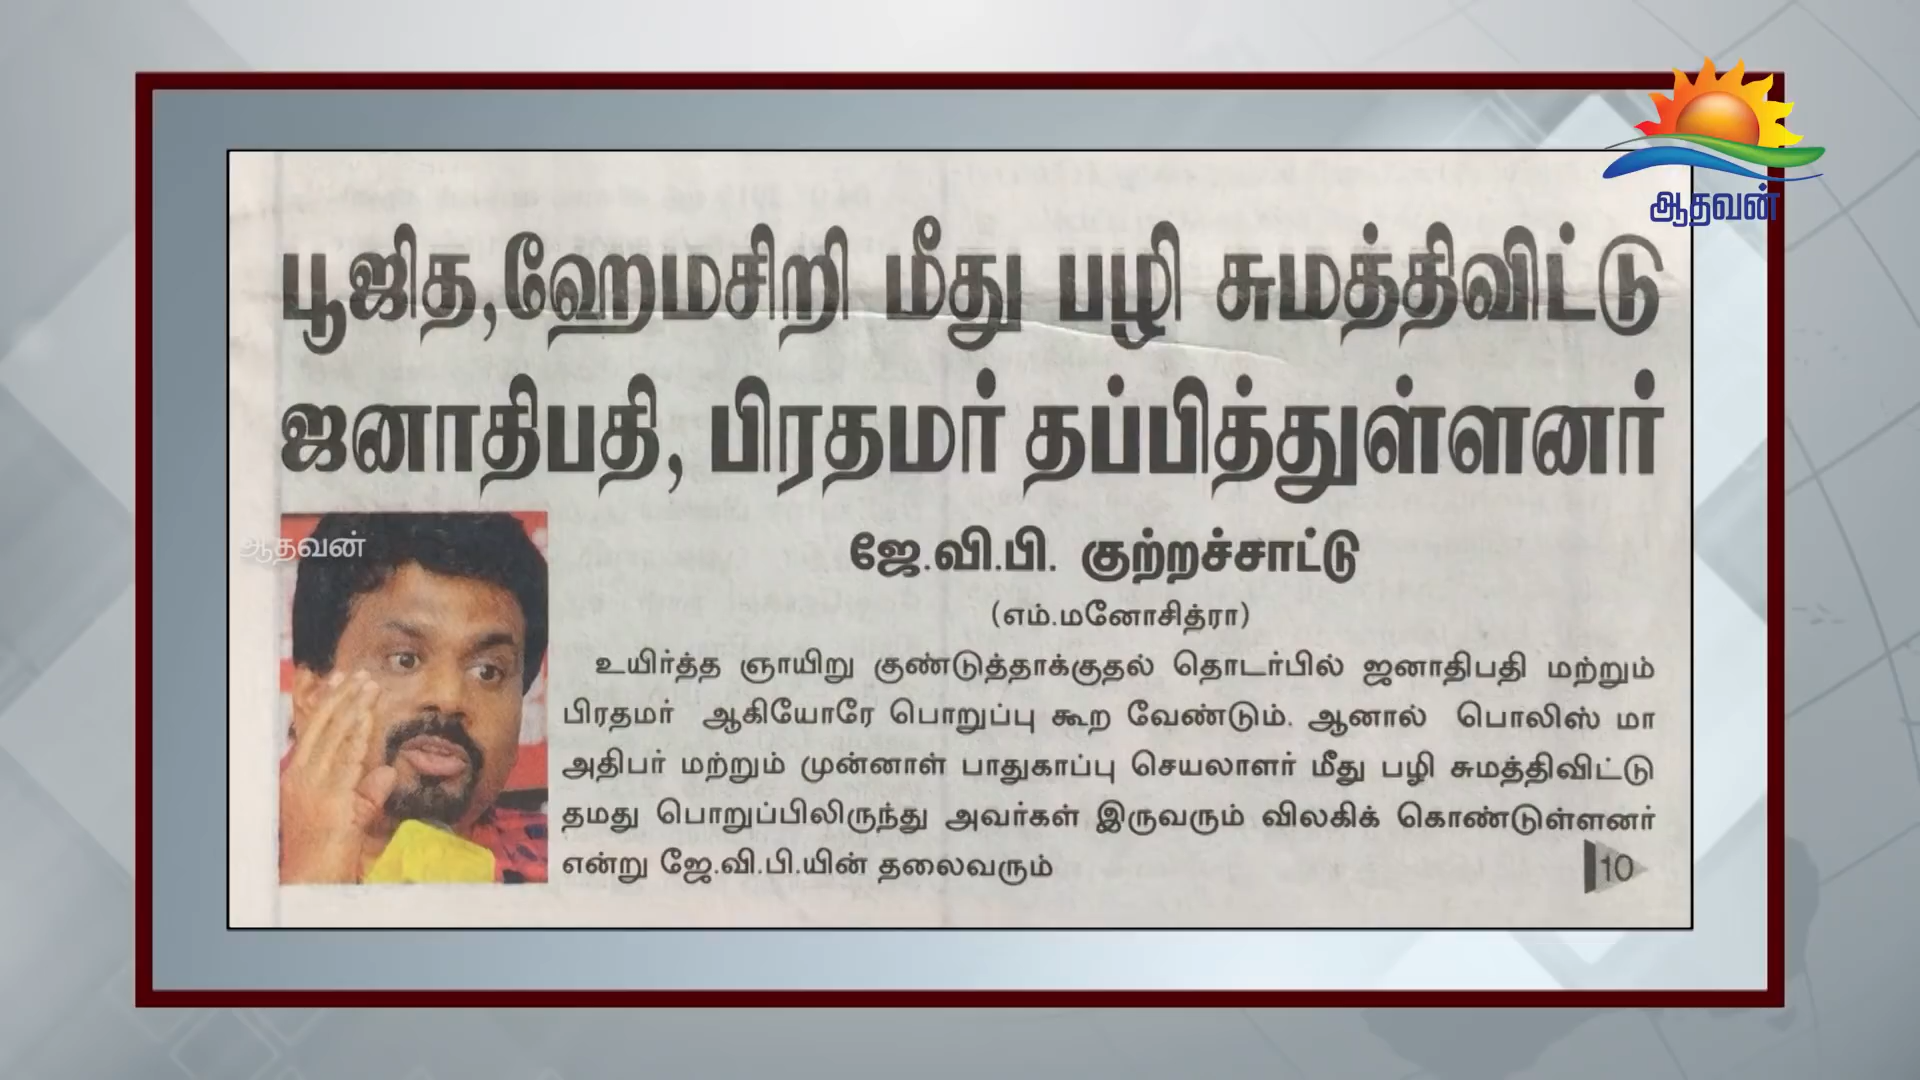 ஆதவன்
பூஜித,ஹேமசிறி மீது பழி சுமத்திவிட்டு
ஜனாதிபதி, பிரதமர் தப்பித்துள்ளனர்
ஆதவன்
ஜே.வி.பி. குற்றச்சாட்டு
(எம்.மனோசித்ரா)
உயிர்த்த ஞாயிறு குண்டுத்தாக்குதல் தொடர்பில் ஜனாதிபதி மற்றும்
பிரதமர் ஆகியோரே பொறுப்பு கூற வேண்டும். ஆனால் பொலிஸ் மா
அதிபர் மற்றும் முன்னாள் பாதுகாப்பு செயலாளர் மீது பழி சுமத்திவிட்டு
தமது பொறுப்பிலிருந்து அவர்கள் இருவரும் விலகிக் கொண்டுள்ளனர்
என்று ஜே.வி.பி.யின் தலைவரும்
10